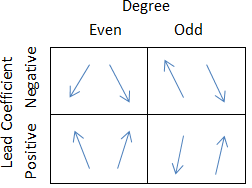 Degree
Even Odd
Lead Coefficient
Negative
Positive